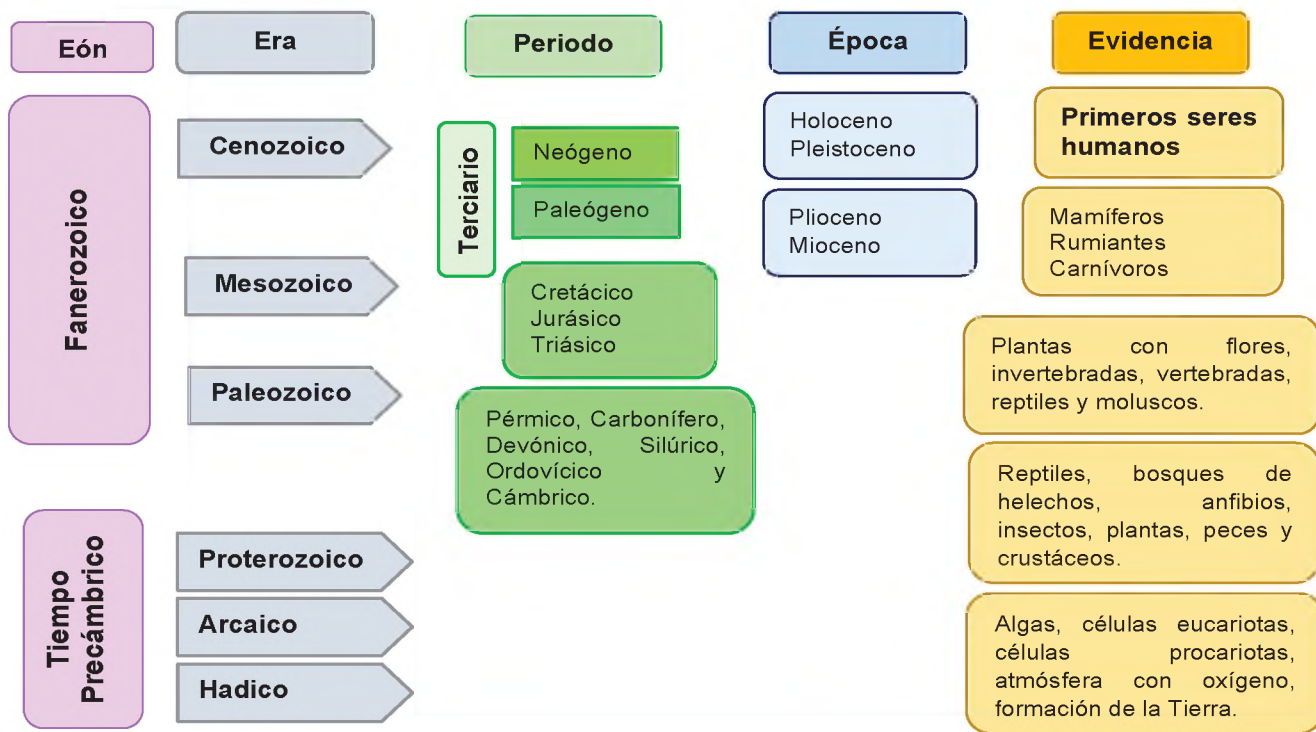 Eón
Era
Periodo
Época
Evidencia
Fanerozoico
Cenozoico
Mesozoico
Paleozoico
Terciario
Neógeno
Paleógeno
Cretácico
Jurásico
Triásico
Pérmico, Carbonífero,
Devónico, Silúrico,
Ordovícico y
Cámbrico.
Holoceno
Pleistoceno
Plioceno
Mioceno
Primeros seres
humanos
Mamíferos
Rumiantes
Carnívoros
Plantas con flores,
invertebradas, vertebradas,
reptiles y moluscos.
Reptiles, bosques de
helechos, anfibios,
insectos, plantas, peces y
crustáceos.
Tiempo
Precámbrico
Proterozoico
Arcaico
Hadico
Algas, células eucariotas,
células procariotas,
atmósfera con oxígeno,
formación de la Tierra.